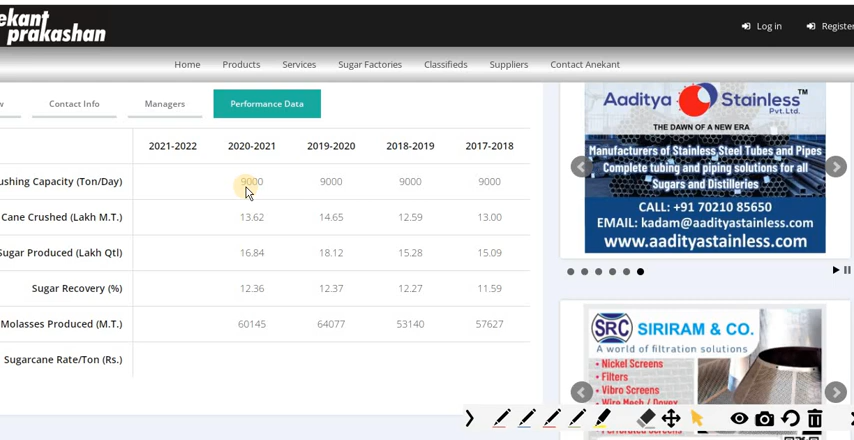 ekant
prakashan
Log in
Register
Home Products Services Sugar Factories Classifieds Suppliers Contact Anekant
w Contact Info Managers Performance Data
2021-2022 2020-2021 2019-2020 2018-2019 2017-2018
ushing Capacity (Ton/Day) 9000 9000 9000 9000
Cane Crushed (Lakh M.T.) 13.62 14.65 12.59 13.00
Sugar Produced (Lakh Qtl) 16.84 18.12 15.28 15.09
Sugar Recovery (%) 12.36 12.37 12.27 11.59
Molasses Produced (M.T.) 60145 64077 53140 57627
Sugarcane Rate/Ton (Rs.)
Aaditya Stainless™
Pvt.Ltd.
THE DAWN OF A NEW ERA
Manufacturers of Stainless Steel Tubes and Pipes
Complete tubing and piping solutions for all
Sugars and Distilleries
CALL: +91 70210 85650
EMAIL: kadam@aadityastainless.com
www.aadityastainless.com
SRC SIRIRAM & CO.
A world of filtration solutions
• Nickel Screens
• Filters
• Vibro Screens
• Wire Mesh / Dovex